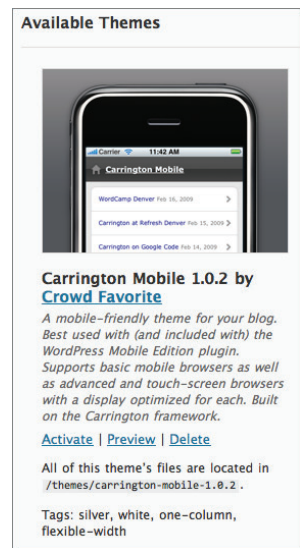 Available Themes
Carrier 11:42 AM
Carrington Mobile
WordCamp Denver Feb 16, 2009
Carrington at Refresh Denver Feb 15, 2009
Carrington on Google Code Feb 14, 2009
Carrington Mobile 1.0.2 by
Crowd Favorite
A mobile-friendly theme for your blog.
Best used with (and included with) the
WordPress Mobile Edition plugin.
Supports basic mobile browsers as well
as advanced and touch-screen browsers
with a display optimized for each. Built
on the Carrington framework.
Activate | Preview | Delete
All of this theme's files are located in
/themes/carrington-mobile-1.0.2 .
Tags: silver, white, one-column,
flexible-width